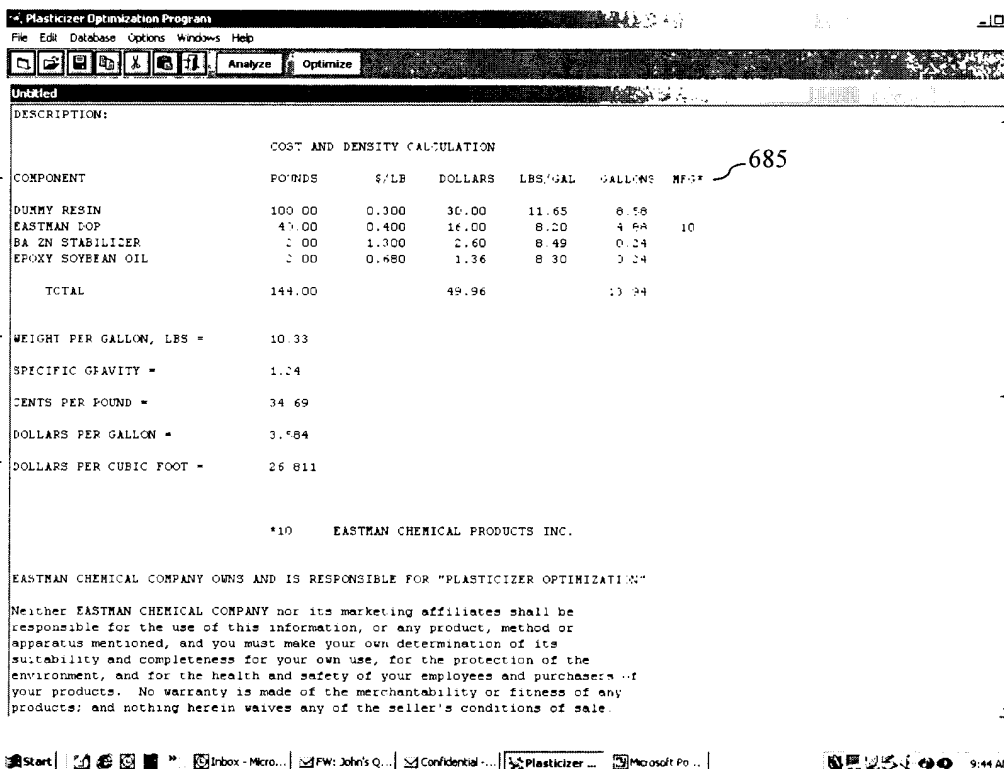 Plasticizer Optimization Program
File Edit Database Options Windows Help
Analyze Optimize
Untitled
DESCRIPTION:
COST AND DENSITY CALCULATION
685
COMPONENT POUNDS $/LB DOLLARS LBS/GAL GALLONS MFG*
DUMMY RESIN 100.00 0.300 30.00 11.65 8.58
EASTMAN DOP 40.00 0.400 16.00 8.20 4.88 10
BA ZN STABILIZER 2.00 1.300 2.60 8.49 0.24
EPOXY SOYBEAN OIL 2.00 0.680 1.36 8.30 0.24
TOTAL 144.00 49.96 13.94
WEIGHT PER GALLON, LBS = 10.33
SPECIFIC GRAVITY = 1.24
CENTS PER POUND = 34.69
DOLLARS PER GALLON = 3.584
DOLLARS PER CUBIC FOOT = 26.811
*10 EASTMAN CHEMICAL PRODUCTS INC.
EASTMAN CHEMICAL COMPANY OWNS AND IS RESPONSIBLE FOR "PLASTICIZER OPTIMIZATION"
Neither EASTMAN CHEMICAL COMPANY nor its marketing affiliates shall be
responsible for the use of this information, or any product, method or
apparatus mentioned, and you must make your own determination of its
suitability and completeness for your own use, for the protection of the
environment, and for the health and safety of your employees and purchasers of
your products. No warranty is made of the merchantability or fitness of any
products; and nothing herein waives any of the seller's conditions of sale.
Start Inbox - Micro... FW: John's Q... Confidential -... Plasticizer ... Microsoft Po... 9:44 AM